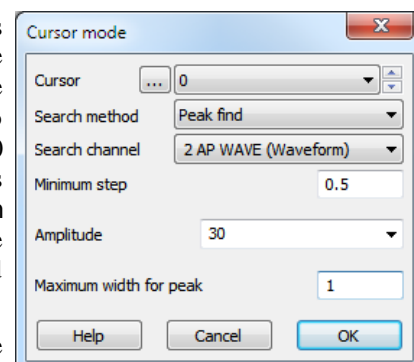 Cursor mode
Cursor ... 0
Search method Peak find
Search channel 2 AP WAVE (Waveform)
Minimum step 0.5
Amplitude 30
Maximum width for peak 1
Help Cancel OK